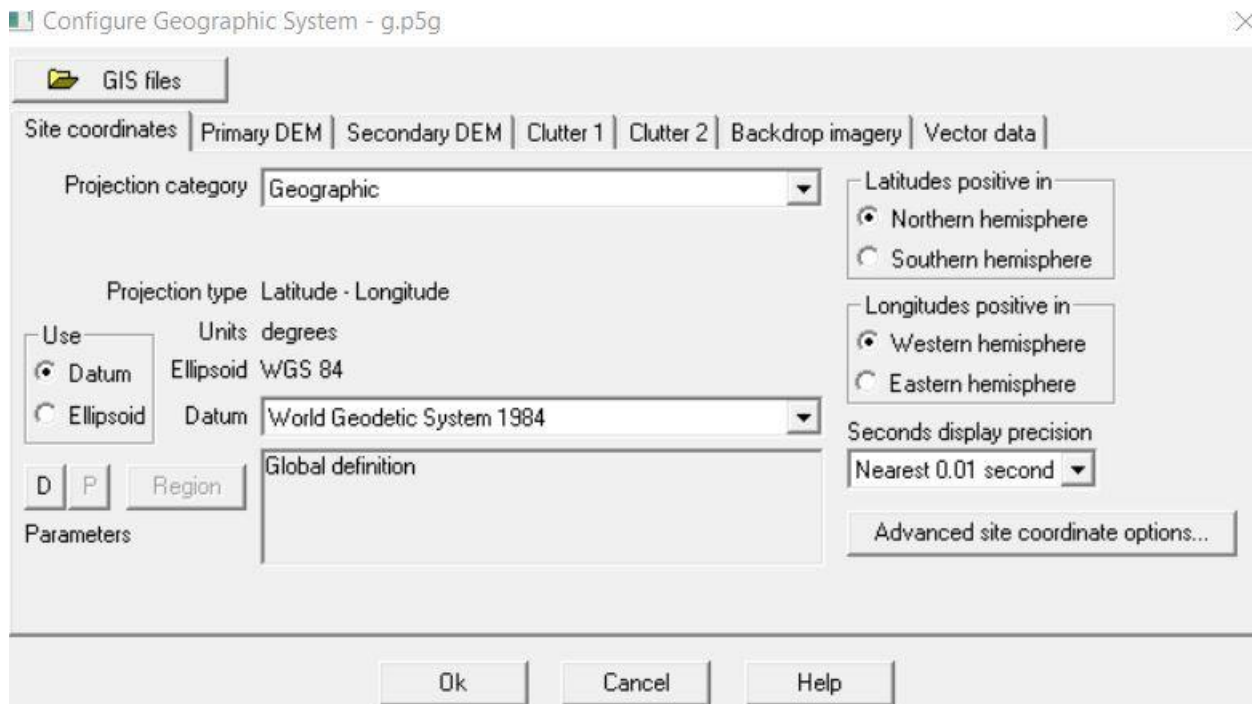 Configure Geographic System - g.p5g
GIS files
Site coordinates Primary DEM Secondary DEM Clutter 1 Clutter 2 Backdrop imagery Vector data
Projection category Geographic
Latitudes positive in
Northern hemisphere
Southern hemisphere
Projection type Latitude - Longitude
Use
Datum
Ellipsoid
Units degrees
Ellipsoid WGS 84
Datum World Geodetic System 1984
Longitudes positive in
Western hemisphere
Eastern hemisphere
Seconds display precision
Nearest 0.01 second
D P Region
Global definition
Parameters
Advanced site coordinate options...
Ok Cancel Help